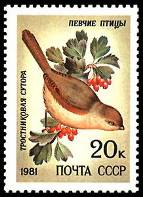 ПЕВЧИЕ ПТИЦЫ
ТРОСТНИКОВАЯ СУТОРА
20к
1981 ПОЧТА СССР